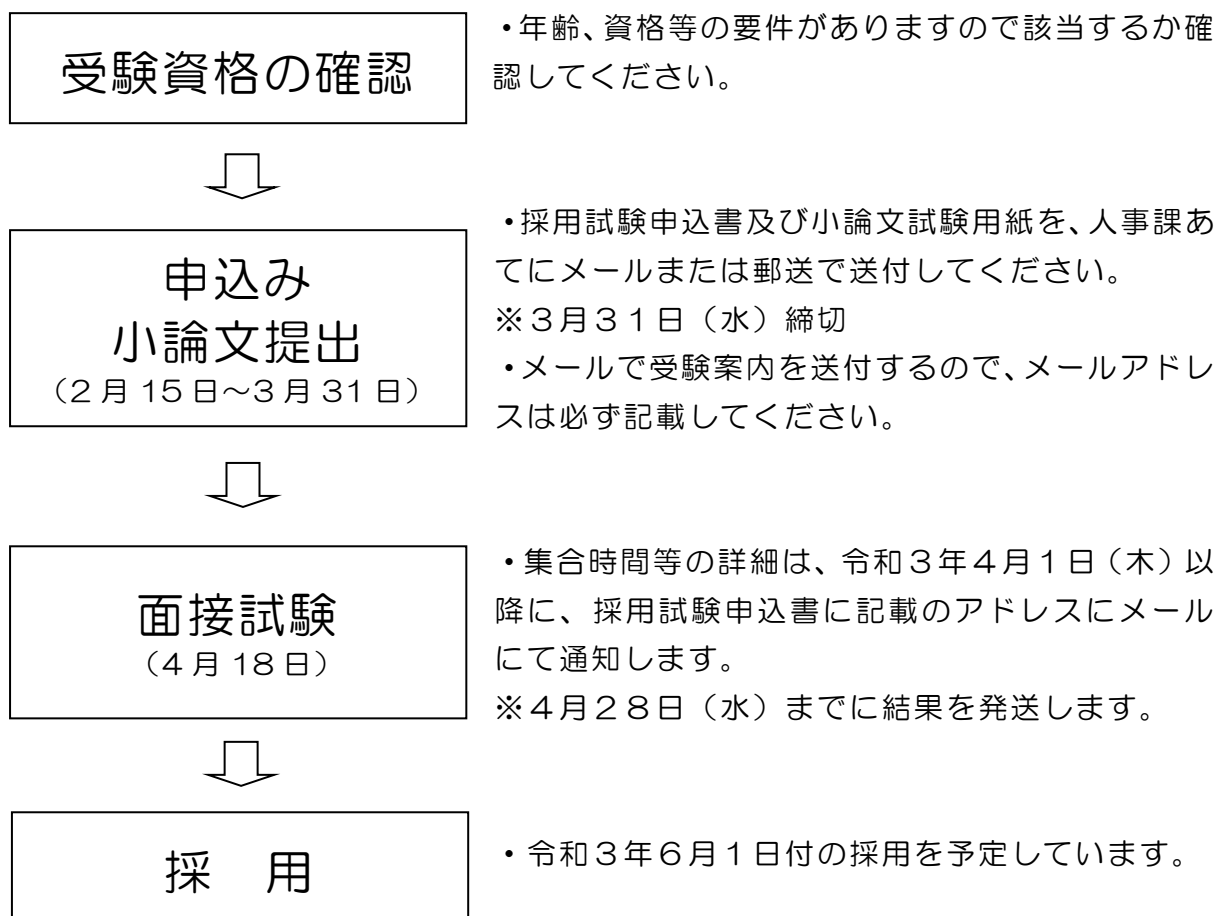 受験資格の確認
・年齢、資格等の要件がありますので該当するか確
認してください。
申込み
小論文提出
（2月15日～3月31日）
・採用試験申込書及び小論文試験用紙を、人事課あ
てにメールまたは郵送で送付してください。
※３月３１日（水）締切
・メールで受験案内を送付するので、メールアドレ
スは必ず記載してください。
面接試験
（4月18日）
・集合時間等の詳細は、令和３年４月１日（木）以
降に、採用試験申込書に記載のアドレスにメール
にて通知します。
※４月２８日（水）までに結果を発送します。
採　用
・令和３年６月１日付の採用を予定しています。